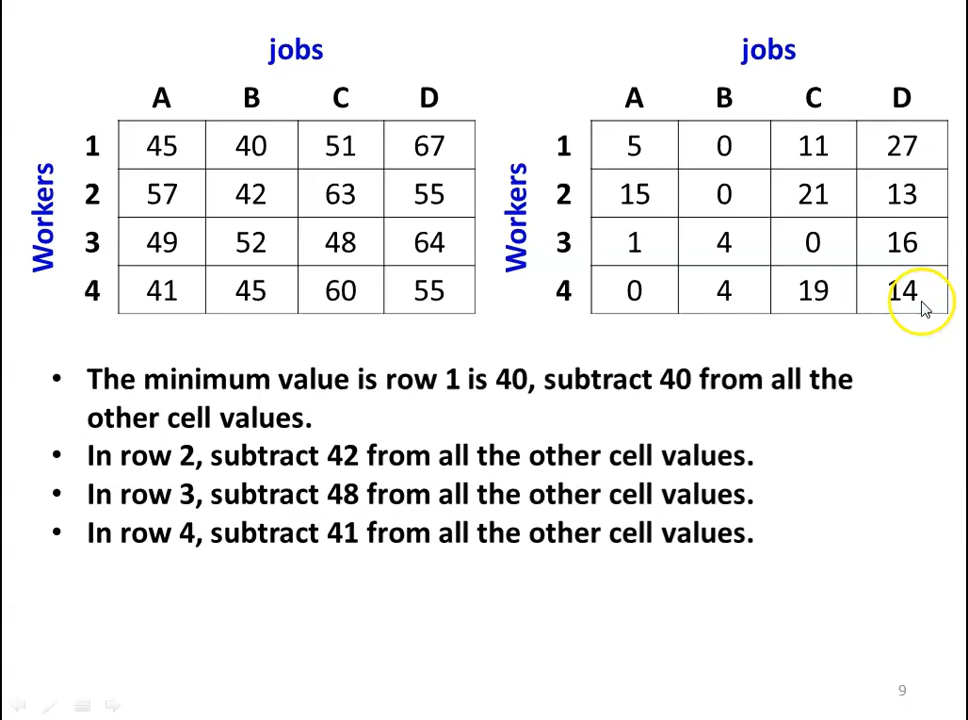 jobs jobs
A B C D A B C D
1 45 40 51 67 1 5 0 11 27
2 57 42 63 55 2 15 0 21 13
3 49 52 48 64 3 1 4 0 16
4 41 45 60 55 4 0 4 19 14
Workers Workers
• The minimum value is row 1 is 40, subtract 40 from all the
other cell values.
• In row 2, subtract 42 from all the other cell values.
• In row 3, subtract 48 from all the other cell values.
• In row 4, subtract 41 from all the other cell values.
9